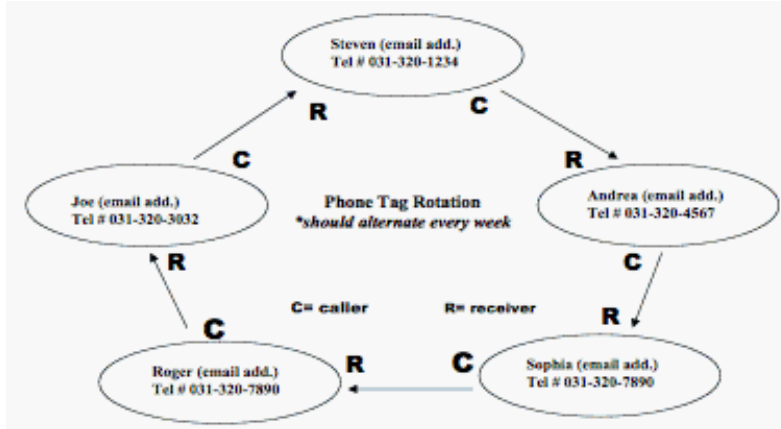 Steven (email add.)
Tel # 031-320-1234
R
C
C
R
Joe (email add.)
Tel # 031-320-3032
Phone Tag Rotation
*should alternate every week
Andrea (email add.)
Tel # 031-320-4567
R
C
C= caller
R= receiver
C
R
Roger (email add.)
Tel # 031-320-7890
R
C
Sophia (email add.)
Tel # 031-320-7890